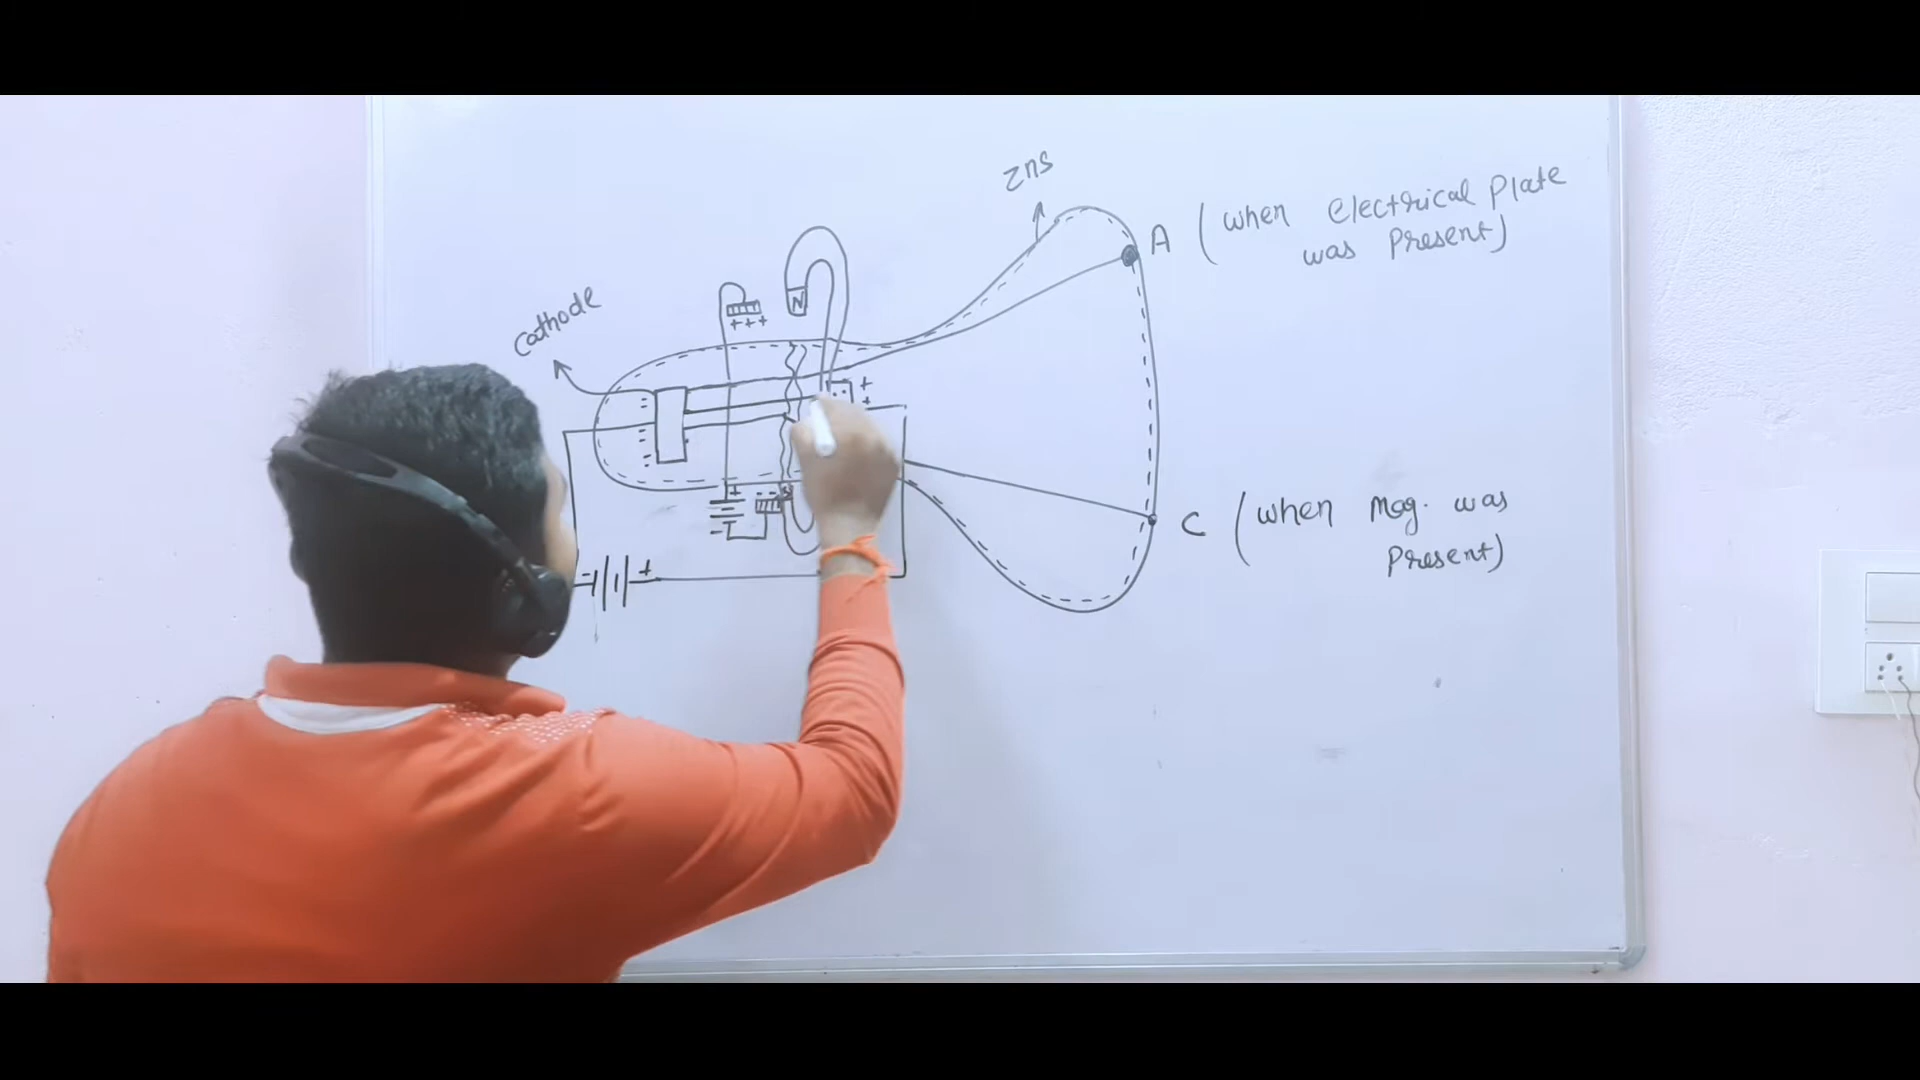 ZnS
A (when electrical plate
was present)
cathode
N
+++
+
+
+
- -
S
- +
C (when Mag. was
present)